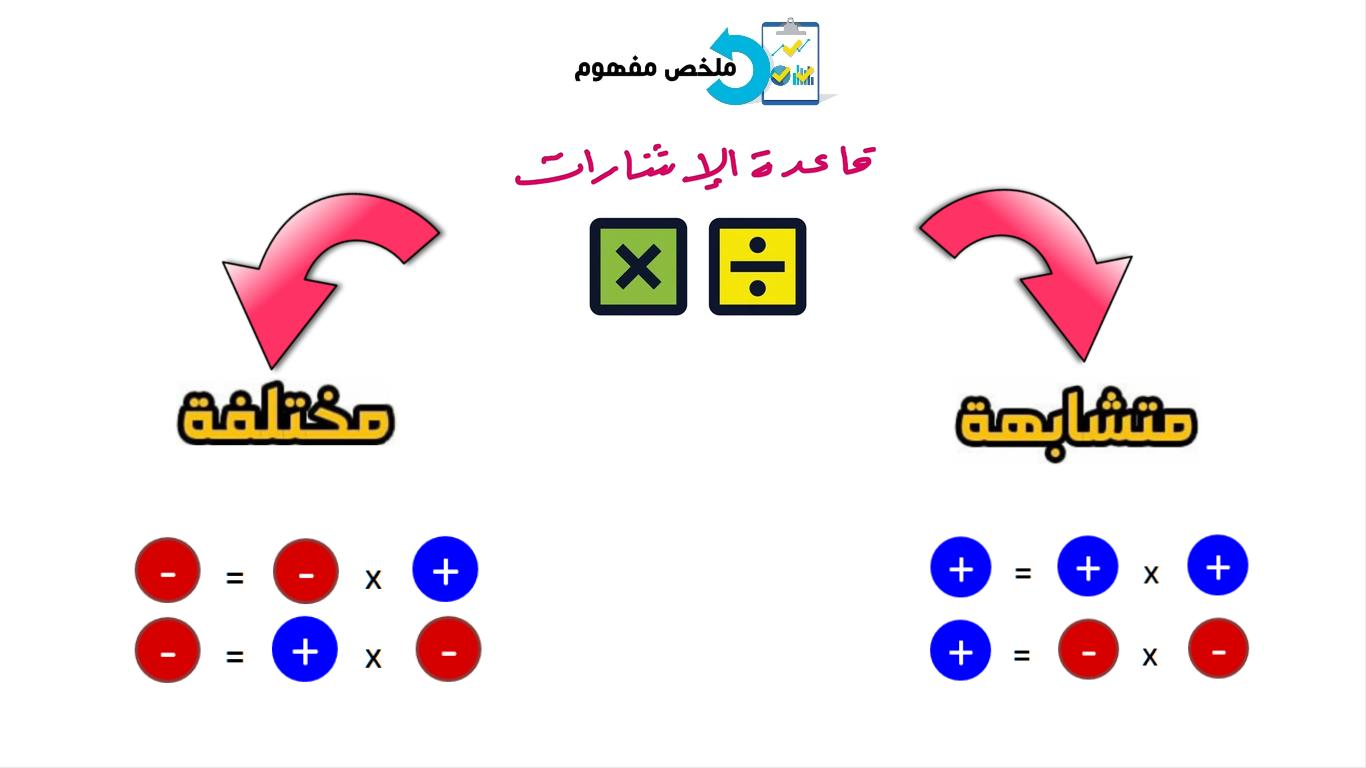 ملخص مفهوم
قاعدة الإشارات
× ÷
متشابهة
+ x + = +
- x - = +
مختلفة
+ x - = -
- x + = -